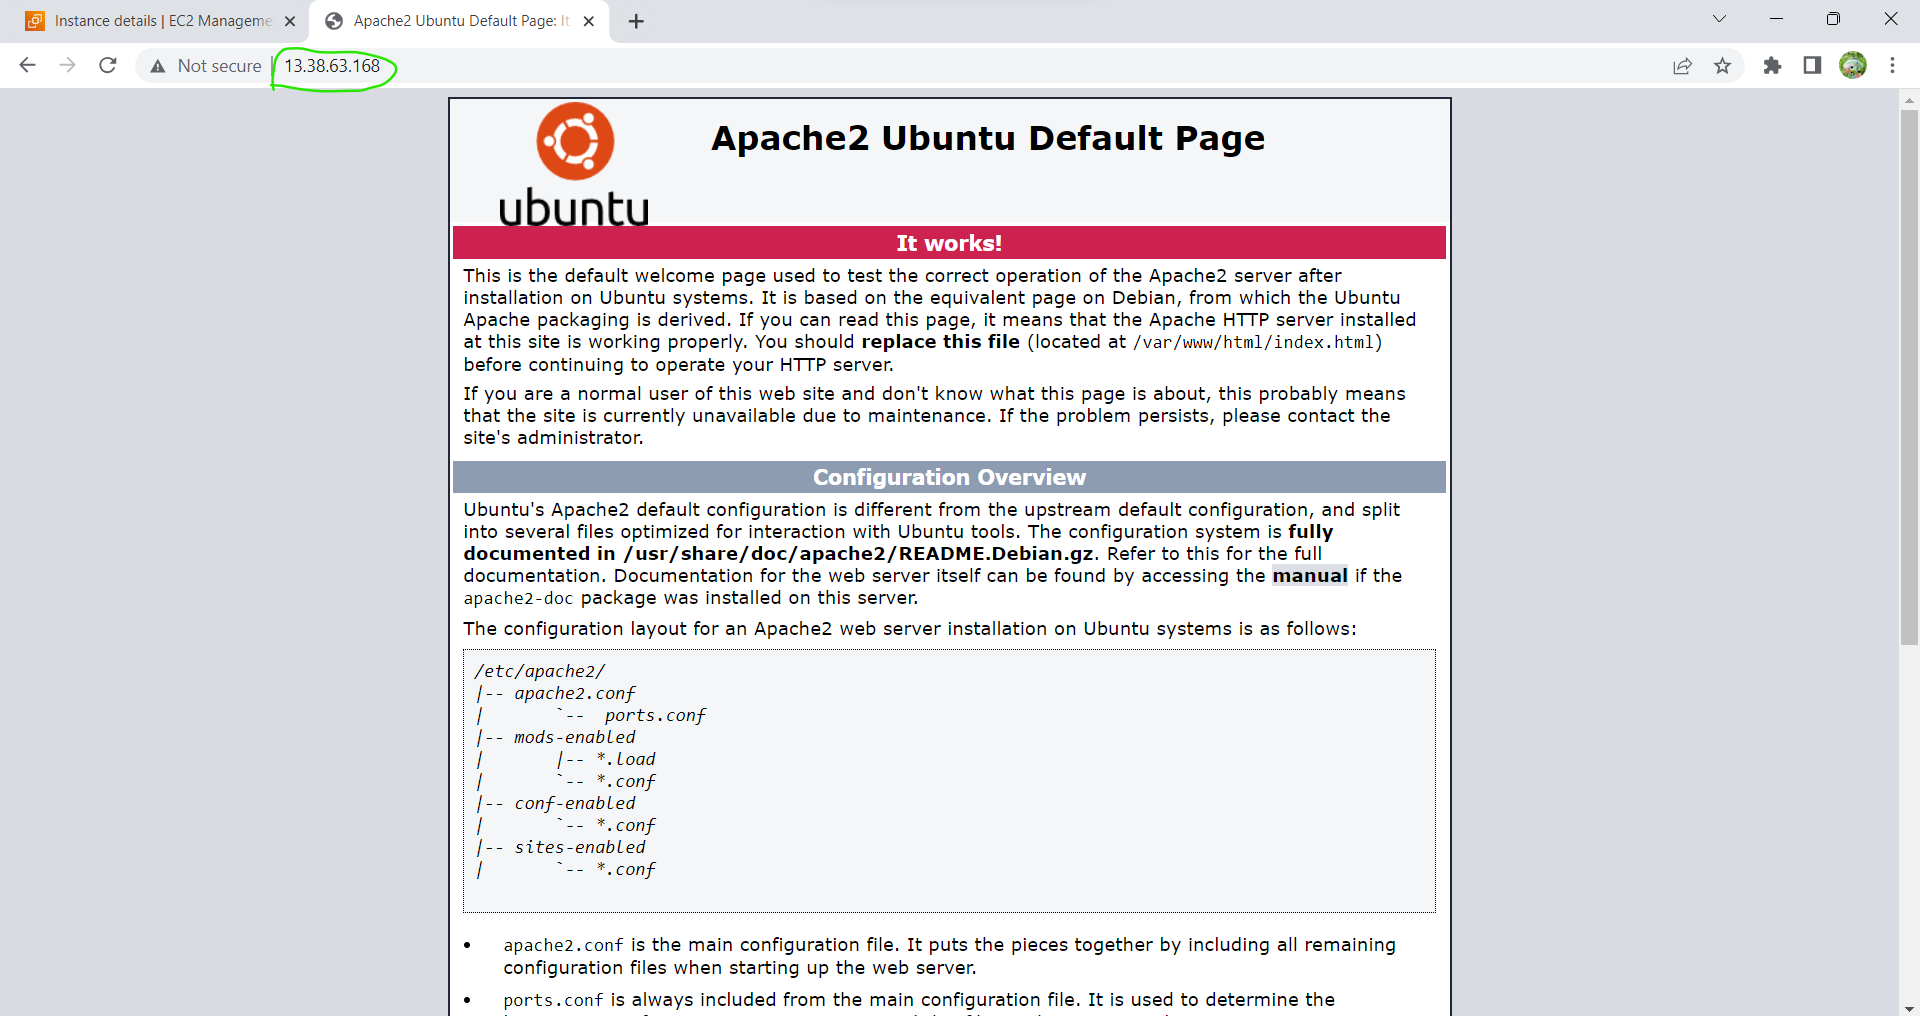 Instance details | EC2 Manageme
Apache2 Ubuntu Default Page: It
Not secure
13.38.63.168
ubuntu
Apache2 Ubuntu Default Page
It works!
This is the default welcome page used to test the correct operation of the Apache2 server after
installation on Ubuntu systems. It is based on the equivalent page on Debian, from which the Ubuntu
Apache packaging is derived. If you can read this page, it means that the Apache HTTP server installed
at this site is working properly. You should replace this file (located at /var/www/html/index.html)
before continuing to operate your HTTP server.
If you are a normal user of this web site and don't know what this page is about, this probably means
that the site is currently unavailable due to maintenance. If the problem persists, please contact the
site's administrator.
Configuration Overview
Ubuntu's Apache2 default configuration is different from the upstream default configuration, and split
into several files optimized for interaction with Ubuntu tools. The configuration system is fully
documented in /usr/share/doc/apache2/README.Debian.gz. Refer to this for the full
documentation. Documentation for the web server itself can be found by accessing the manual if the
apache2-doc package was installed on this server.
The configuration layout for an Apache2 web server installation on Ubuntu systems is as follows:
/etc/apache2/
|-- apache2.conf
|       `--  ports.conf
|-- mods-enabled
|       |-- *.load
|       `-- *.conf
|-- conf-enabled
|       `-- *.conf
|-- sites-enabled
|       `-- *.conf
• apache2.conf is the main configuration file. It puts the pieces together by including all remaining
configuration files when starting up the web server.
• ports.conf is always included from the main configuration file. It is used to determine the